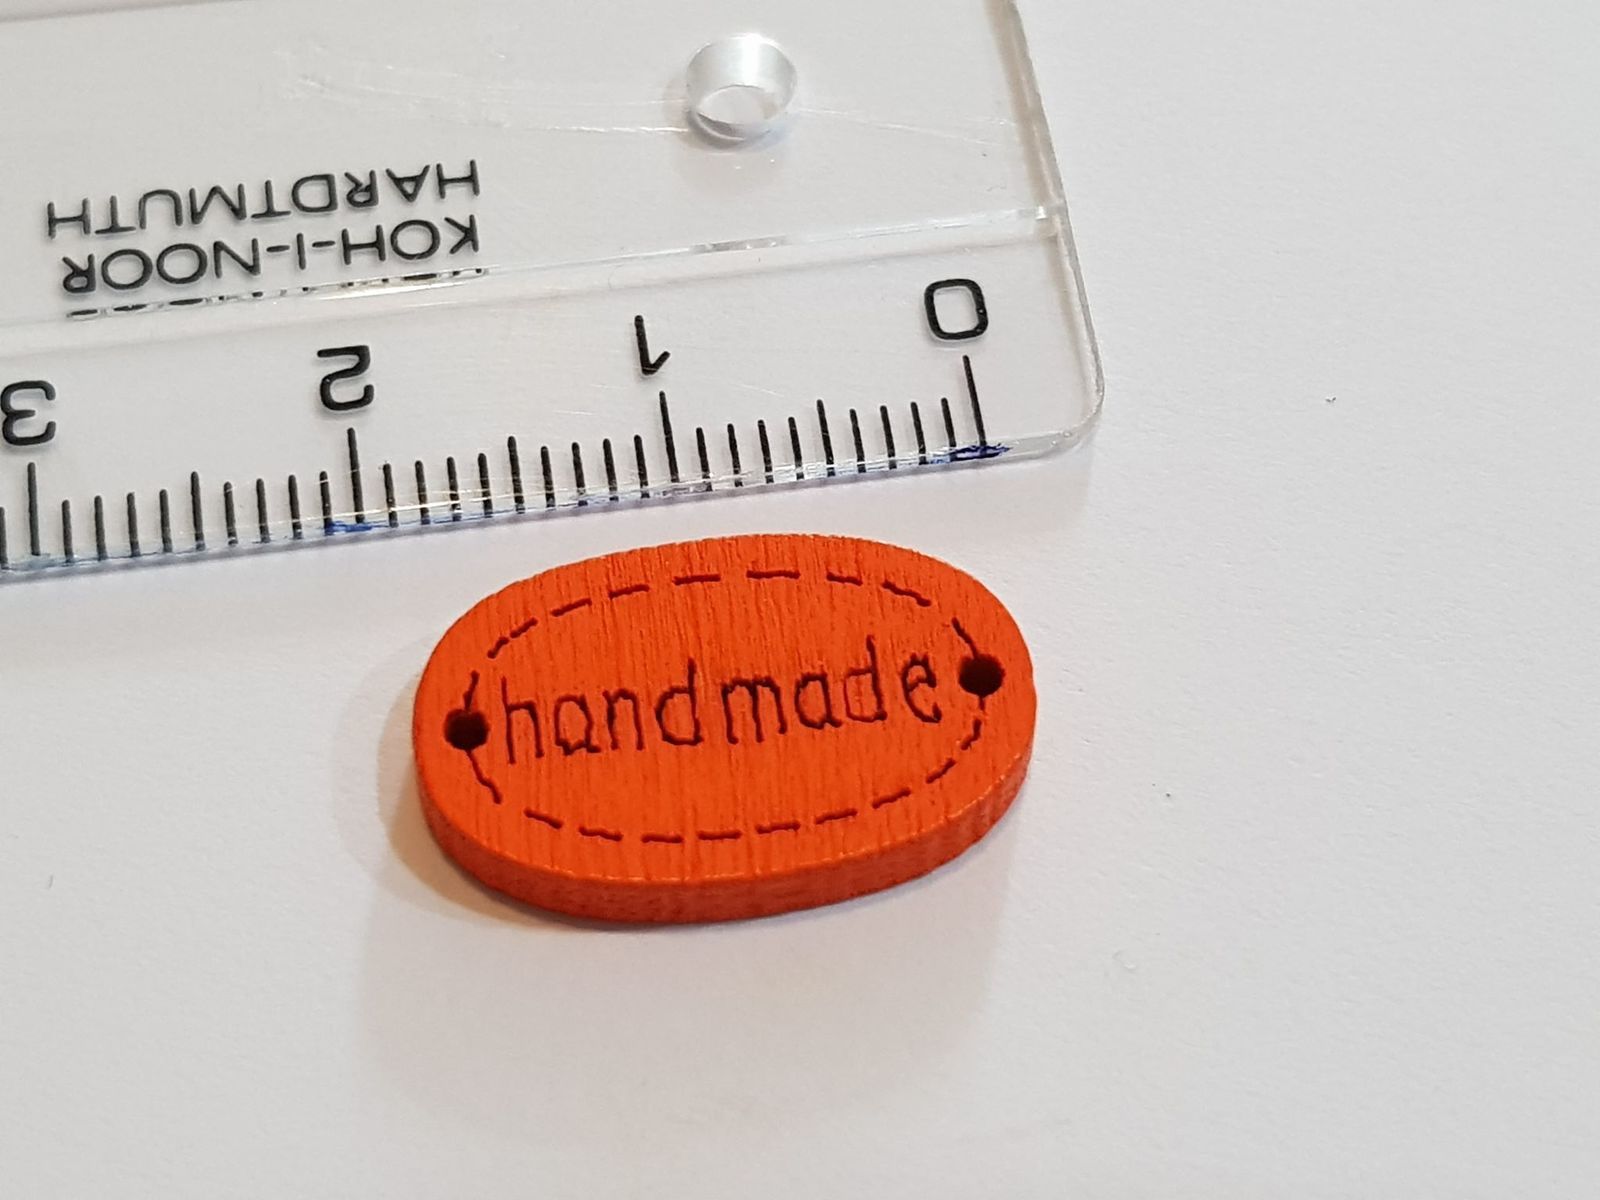 KOH-I-NOOR
HARDTMUTH
0 1 2 3
handmade